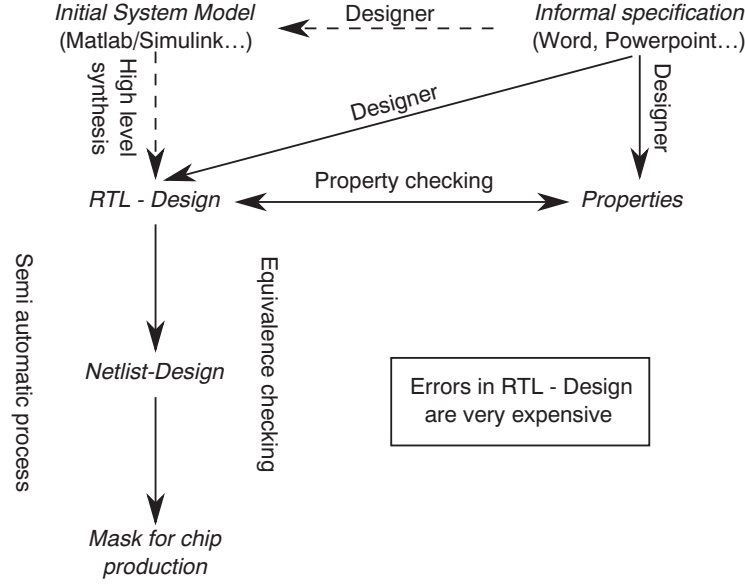 Initial System Model
(Matlab/Simulink…)
Designer
Informal specification
(Word, Powerpoint…)
High level
synthesis
Designer
Designer
RTL - Design
Property checking
Properties
Semi automatic process
Equivalence checking
Netlist-Design
Errors in RTL - Design
are very expensive
Mask for chip
production